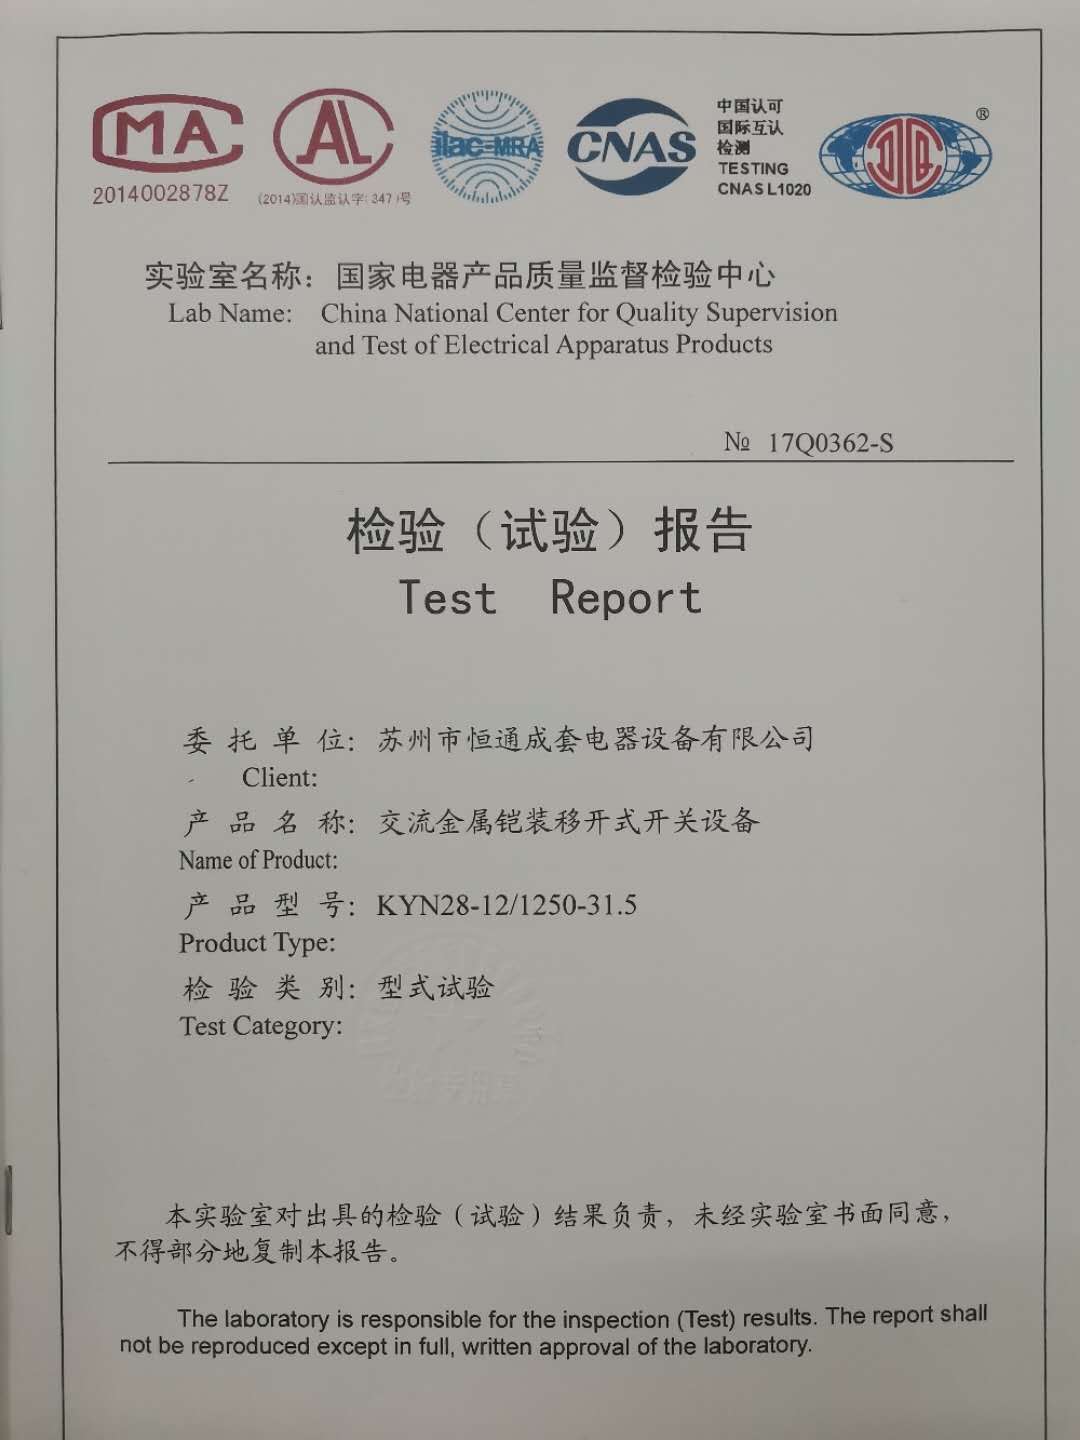 MA
2014002878Z
AL
(2014)国认监认字(347)号
ilac-MRA
CNAS
中国认可
国际互认
检测
TESTING
CNAS L1020
®
实验室名称：国家电器产品质量监督检验中心
Lab Name: China National Center for Quality Supervision
and Test of Electrical Apparatus Products
№ 17Q0362-S
检验（试验）报告
Test Report
委托单位：苏州市恒通成套电器设备有限公司
Client:
产品名称：交流金属铠装移开式开关设备
Name of Product:
产品型号：KYN28-12/1250-31.5
Product Type:
检验类别：型式试验
Test Category:
本实验室对出具的检验（试验）结果负责，未经实验室书面同意，
不得部分地复制本报告。
The laboratory is responsible for the inspection (Test) results. The report shall
not be reproduced except in full, written approval of the laboratory.